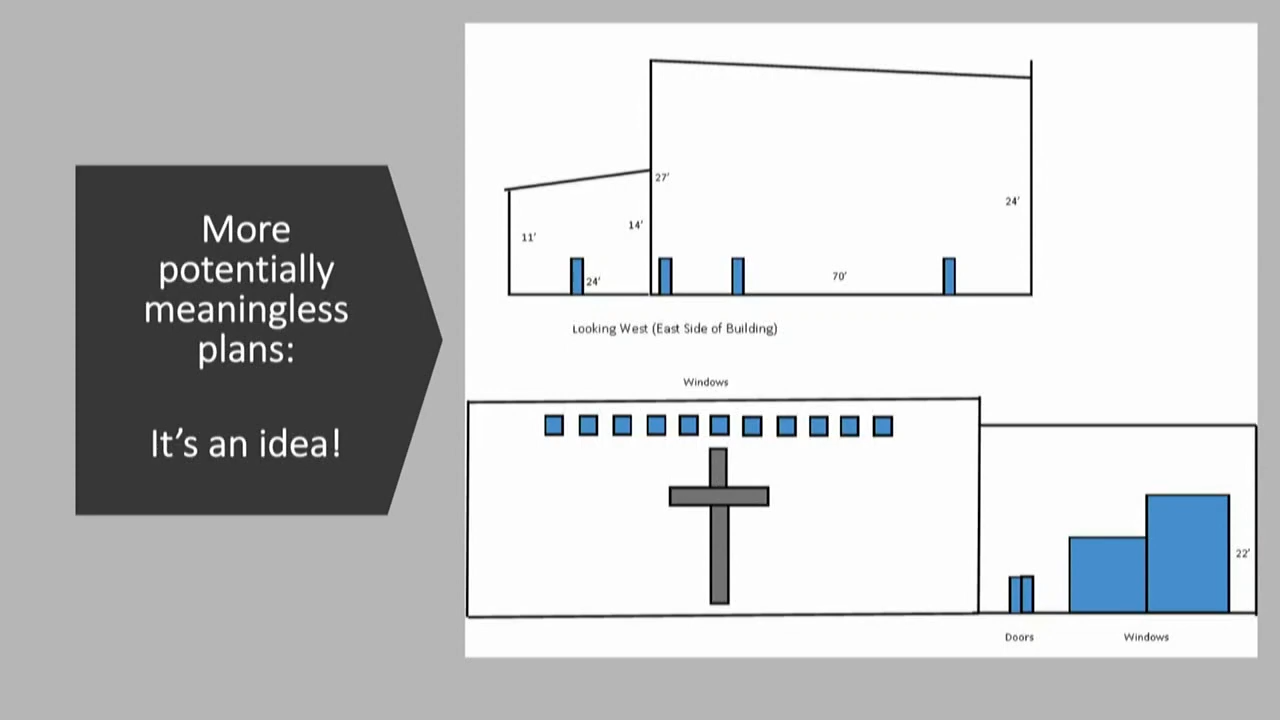 More
potentially
meaningless
plans:
It's an idea!
27'
24'
14'
11'
70'
24'
Looking West (East Side of Building)
Windows
22'
Doors
Windows